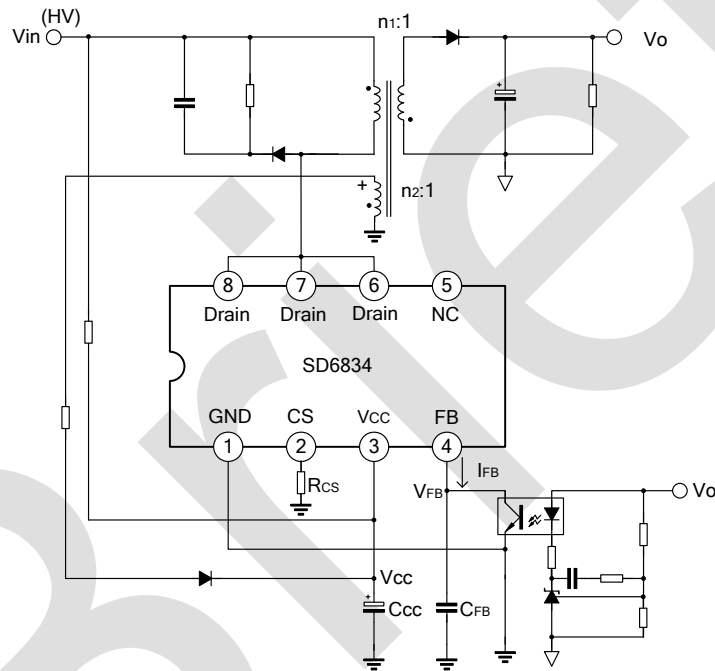 (HV)
Vin
n1:1
Vo
+
+
n2:1
8
7
6
5
Drain
Drain
Drain
NC
SD6834
GND
CS
VCC
FB
1
2
3
4
RCS
IFB
VFB
Vo
Vcc
+
Ccc
CFB